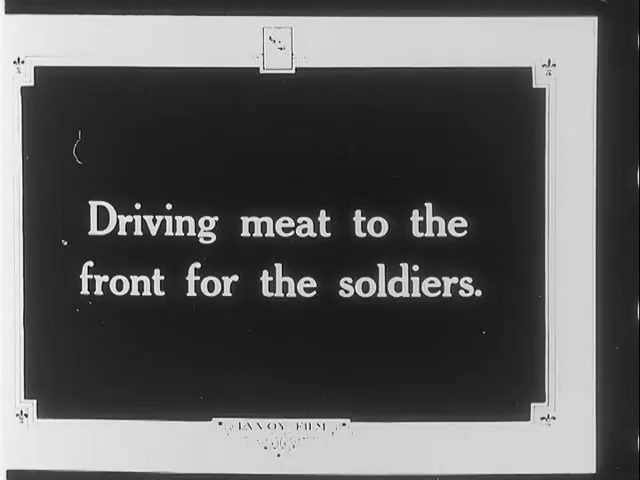 Driving meat to the
front for the soldiers.